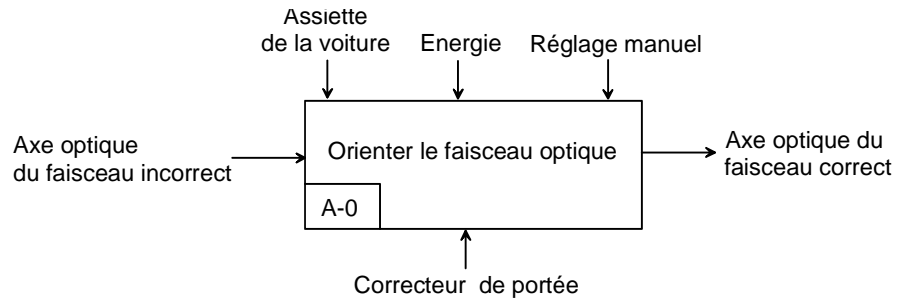 Assiette
de la voiture
Energie
Réglage manuel
Axe optique
du faisceau incorrect
Orienter le faisceau optique
A-0
Axe optique du
faisceau correct
Correcteur de portée